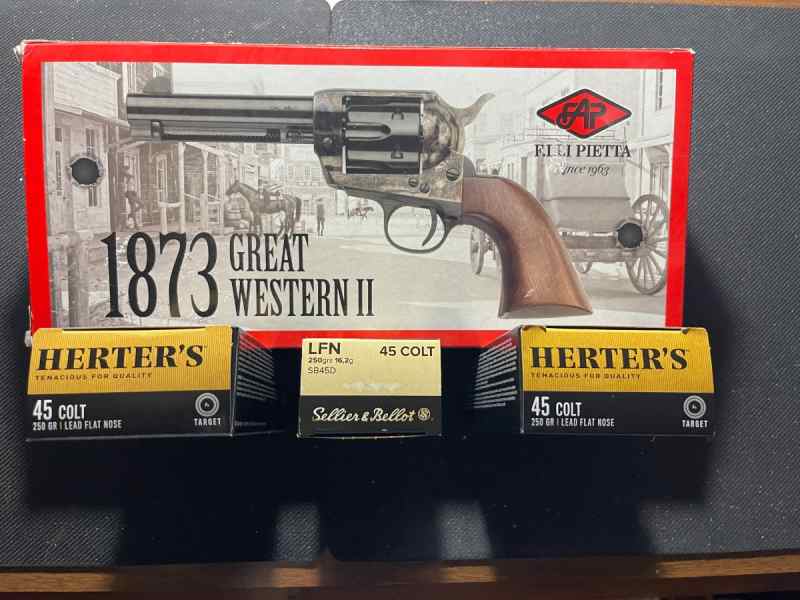 FAP
F.LLI PIETTA
Since 1963
1873 GREAT
WESTERN II
HERTER'S
TENACIOUS FOR QUALITY
45 COLT
250 GR | LEAD FLAT NOSE
TARGET
LFN 45 COLT
250grs 16,2g
SB45D
Sellier & Bellot
HERTER'S
TENACIOUS FOR QUALITY
45 COLT
250 GR | LEAD FLAT NOSE
TARGET